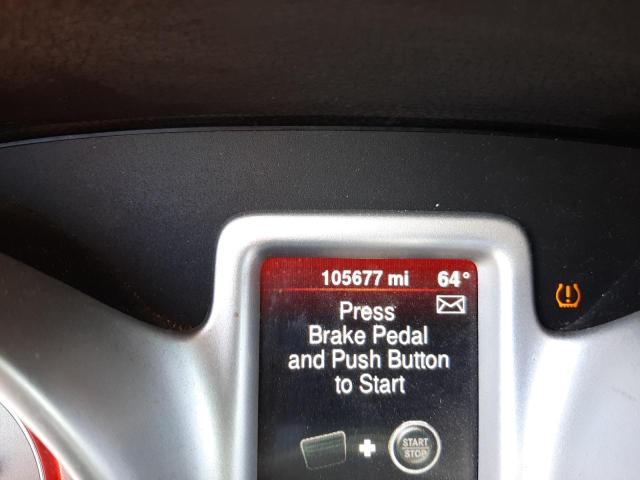 105677 mi 64°
Press
Brake Pedal
and Push Button
to Start
START
STOP